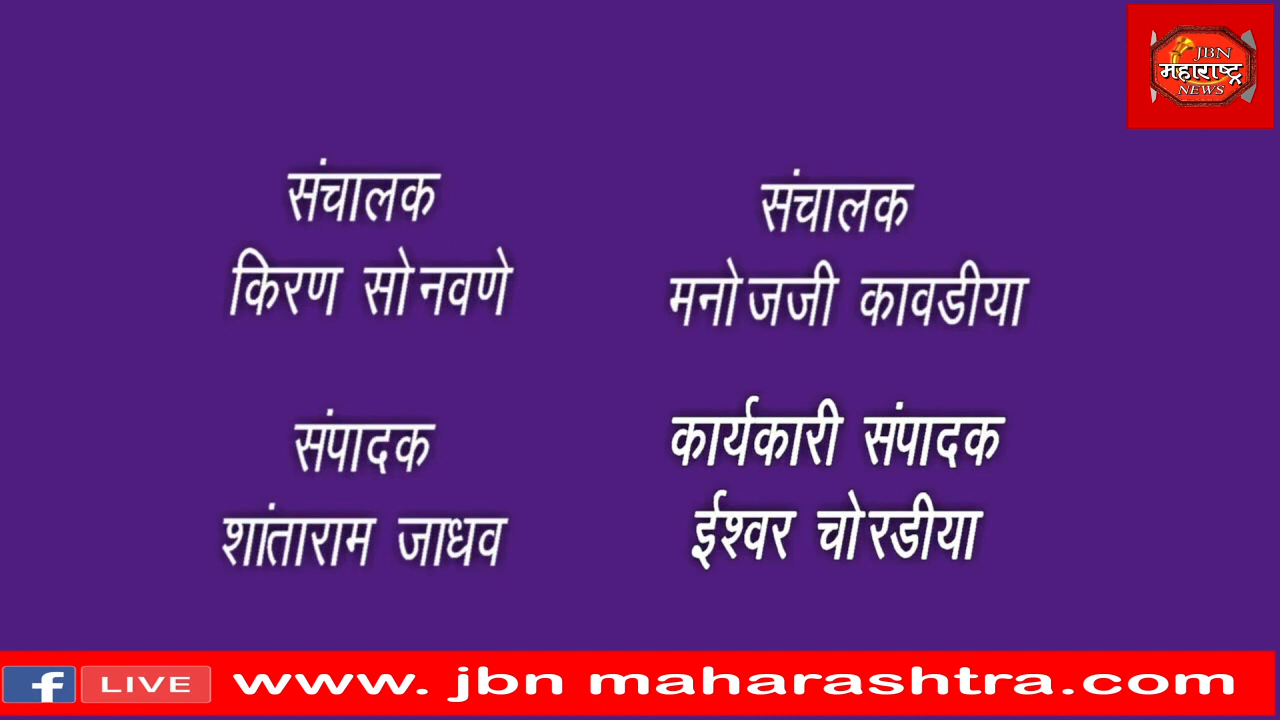 JBN
महाराष्ट्र
NEWS
संचालक
किरण सोनवणे
संचालक
मनोजजी कावडीया
संपादक
शांताराम जाधव
कार्यकारी संपादक
ईश्वर चोरडीया
f LIVE www. jbn maharashtra.com